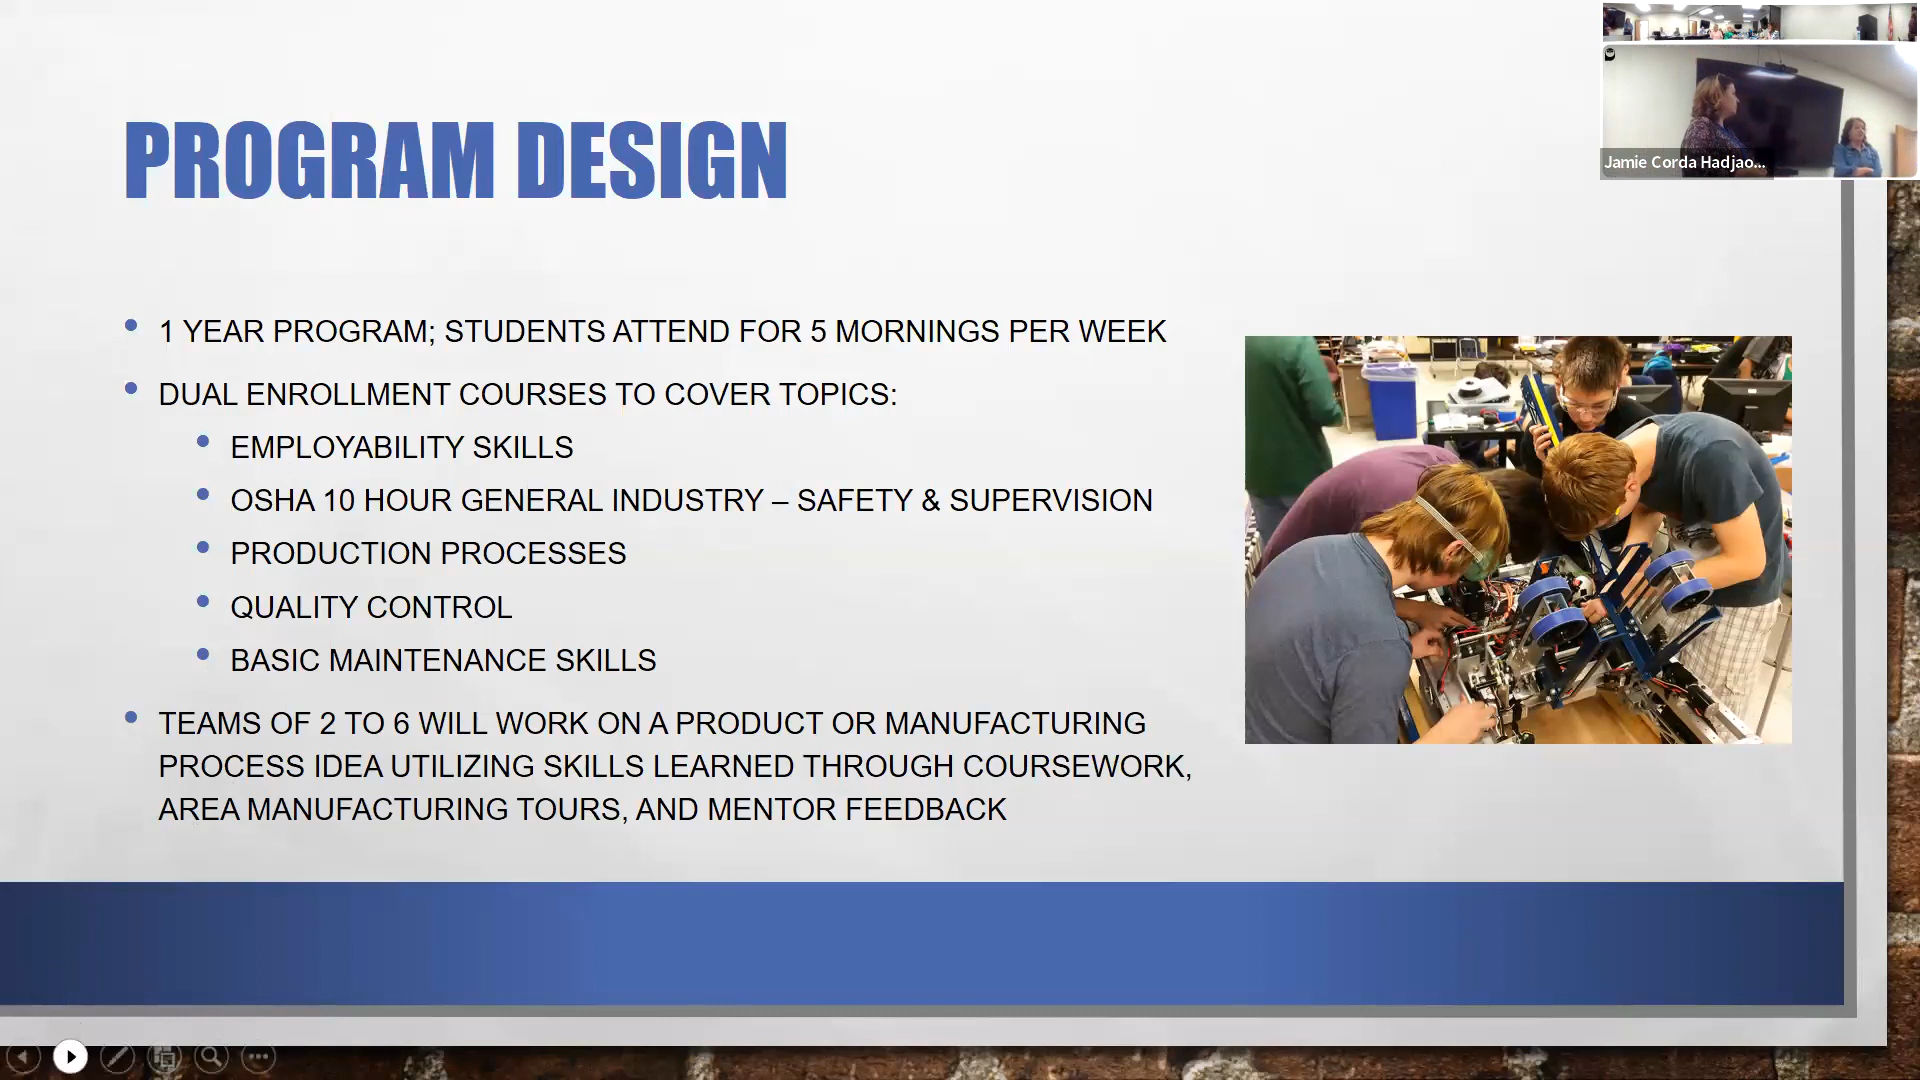 PROGRAM DESIGN
1 YEAR PROGRAM; STUDENTS ATTEND FOR 5 MORNINGS PER WEEK
DUAL ENROLLMENT COURSES TO COVER TOPICS:
EMPLOYABILITY SKILLS
OSHA 10 HOUR GENERAL INDUSTRY – SAFETY & SUPERVISION
PRODUCTION PROCESSES
QUALITY CONTROL
BASIC MAINTENANCE SKILLS
TEAMS OF 2 TO 6 WILL WORK ON A PRODUCT OR MANUFACTURING
PROCESS IDEA UTILIZING SKILLS LEARNED THROUGH COURSEWORK,
AREA MANUFACTURING TOURS, AND MENTOR FEEDBACK
Jamie Corda Hadjao...